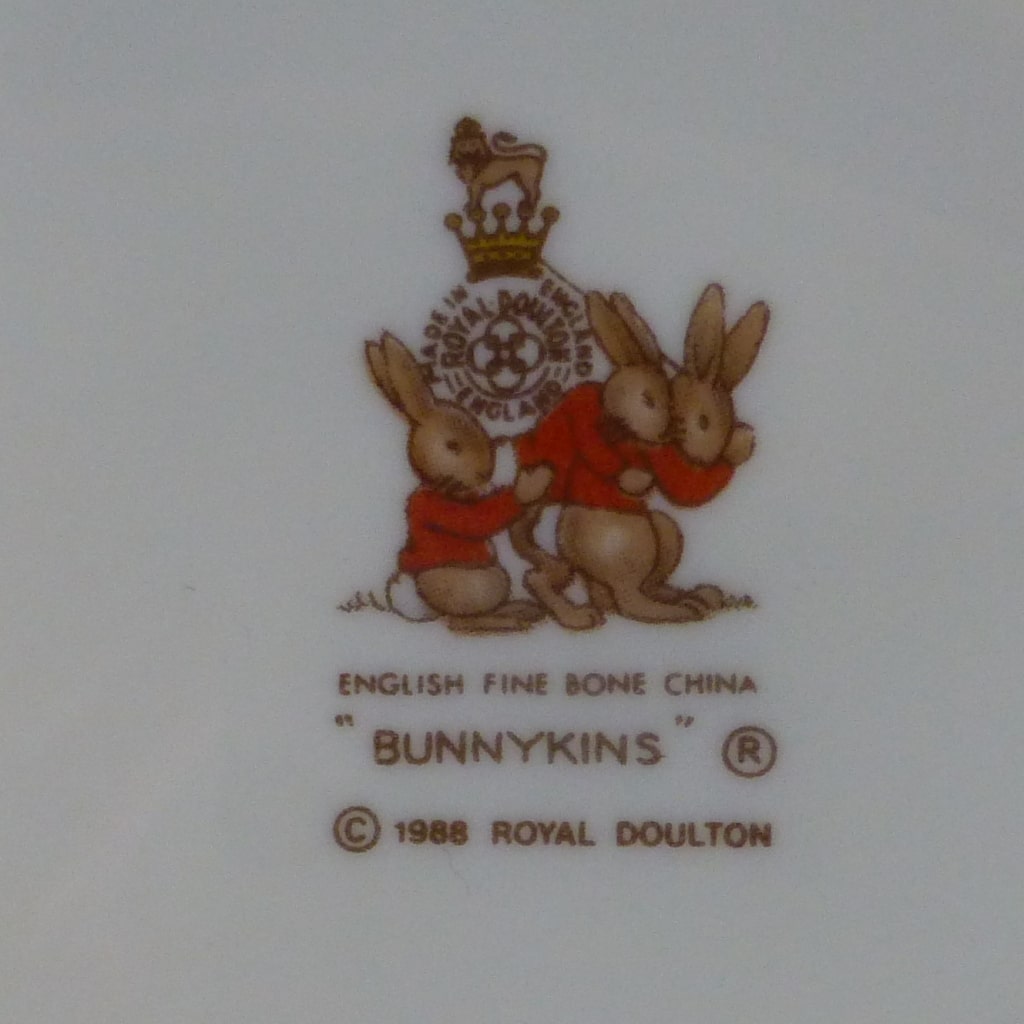 MADE IN ENGLAND
ROYAL DOULTON
ENGLAND
ENGLISH FINE BONE CHINA
"BUNNYKINS" ®
© 1988 ROYAL DOULTON